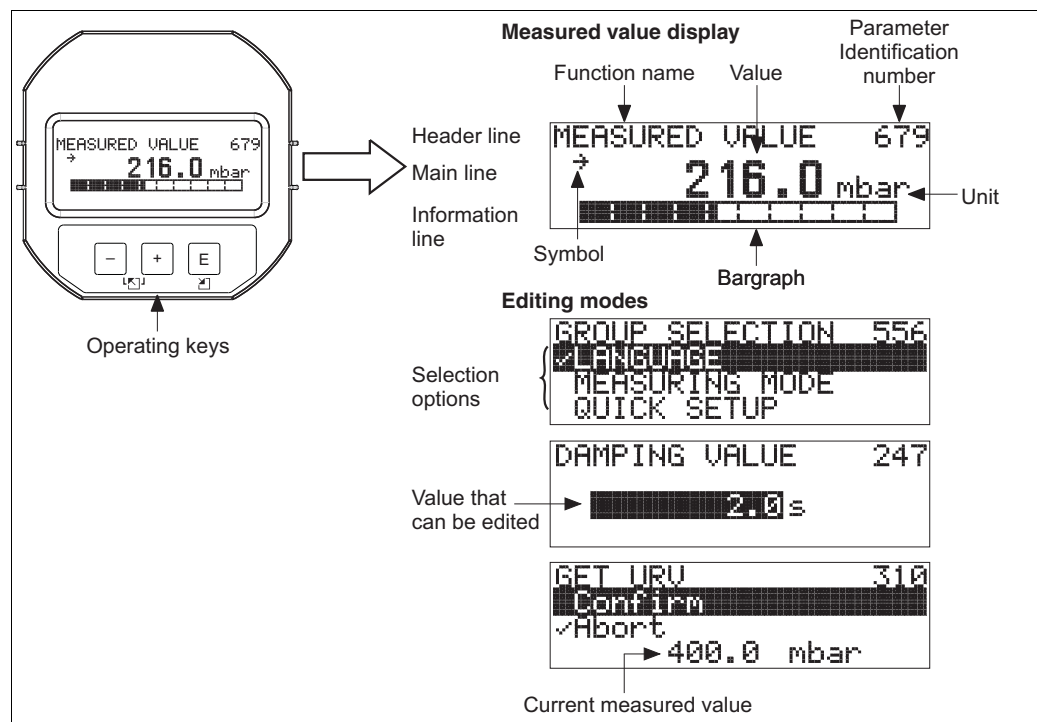 MEASURED VALUE 679
216.0 mbar
– + E
Operating keys
Measured value display
Function name
Value
Parameter
Identification
number
Header line
Main line
Information
line
MEASURED VALUE 679
216.0 mbar
Unit
Symbol
Bargraph
Editing modes
Selection
options
GROUP SELECTION 556
✓LANGUAGE
MEASURING MODE
QUICK SETUP
DAMPING VALUE 247
Value that
can be edited
2.0 s
GET URV 310
Confirm
✓Abort
400.0 mbar
Current measured value